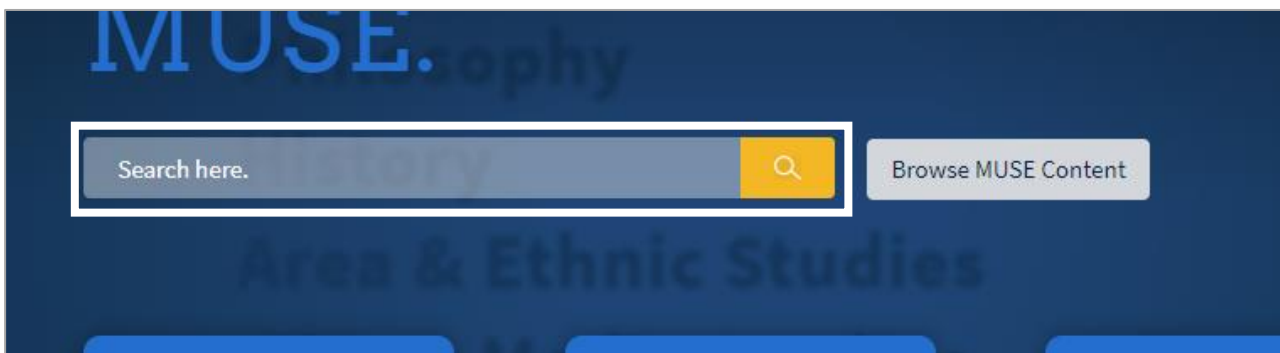 MUSE.
Philosophy
History
Search here.
Browse MUSE Content
Area & Ethnic Studies